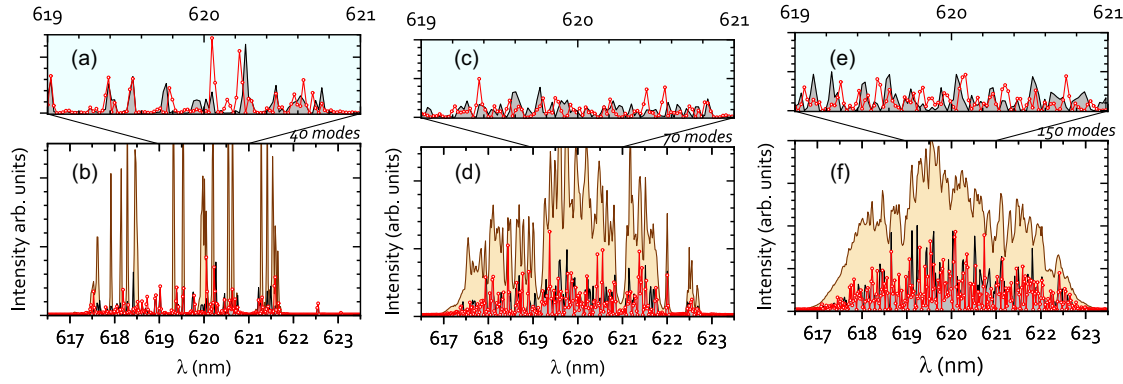 619 620 621
619 620 621
619 620 621
(a)
(c)
(e)
40 modes
70 modes
150 modes
(b)
(d)
(f)
Intensity arb. units)
Intensity (arb. units)
Intensity (arb. units)
617 618 619 620 621 622 623
617 618 619 620 621 622 623
617 618 619 620 621 622 623
λ (nm)
λ (nm)
λ (nm)